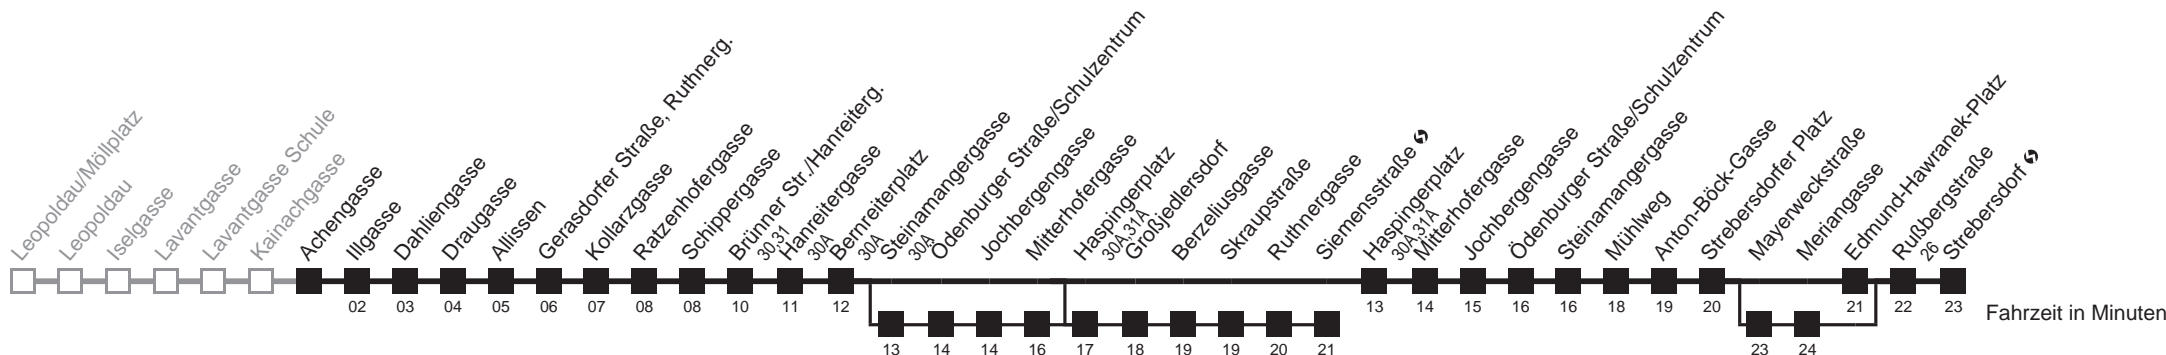 Leopoldau/Möllplatz
Leopoldau
Iselgasse
Lavantgasse
Lavantgasse Schule
Kainachgasse
Achengasse
Illgasse
02
Dahliengasse
03
Draugasse
04
Allissen
05
Gerasdorfer Straße, Ruthnerg.
06
Kollarzgasse
07
Ratzenhofergasse
08
Schippergasse
08
Brünner Str./Hanreiterg.
30,31
10
Hanreitergasse
30A
11
Bernreiterplatz
30A
12
Steinamangergasse
30A
13
Ödenburger Straße/Schulzentrum
14
Jochbergengasse
14
Mitterhofergasse
16
Haspingerplatz
30A,31A
17
Großjedlersdorf
18
Berzeliusgasse
19
Skraupstraße
19
Ruthnergasse
20
Siemensstraße
21
Haspingerplatz
30A,31A
13
Mitterhofergasse
14
Jochbergengasse
15
Ödenburger Straße/Schulzentrum
16
Steinamangergasse
16
Mühlweg
18
Anton-Böck-Gasse
19
Strebersdorfer Platz
20
Mayerweckstraße
23
Meriangasse
24
Edmund-Hawranek-Platz
21
Rußbergstraße
26
22
Strebersdorf
23
Fahrzeit in Minuten